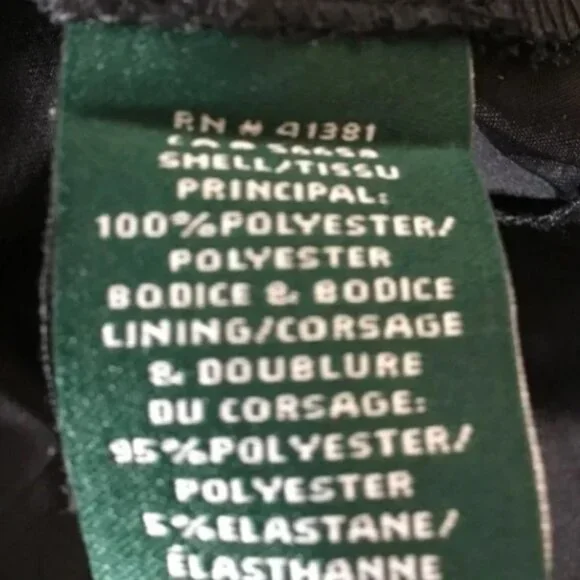 RN # 41381
CA #
SHELL/TISSU
PRINCIPAL:
100%POLYESTER/
POLYESTER
BODICE & BODICE
LINING/CORSAGE
& DOUBLURE
DU CORSAGE:
95%POLYESTER/
POLYESTER
5%ELASTANE/
ÉLASTHANNE